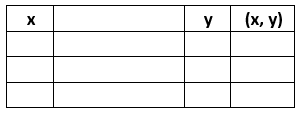 x y (x, y)